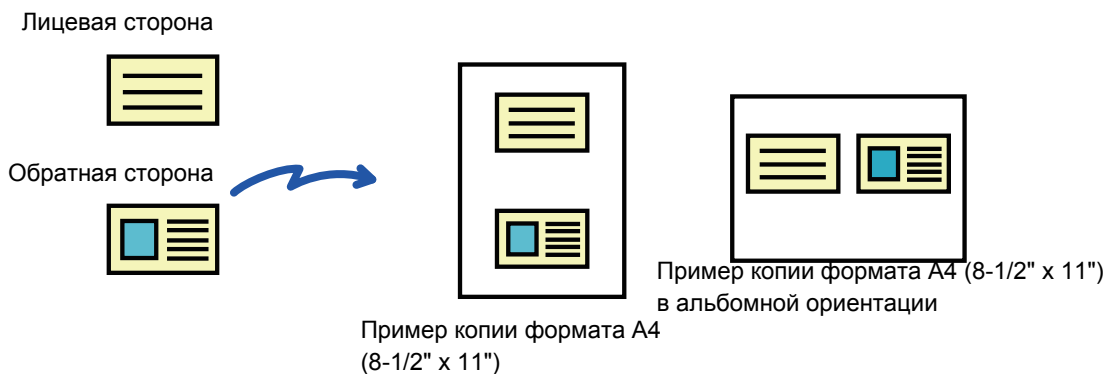 Лицевая сторона
Обратная сторона
Пример копии формата A4
(8-1/2" x 11")
Пример копии формата A4 (8-1/2" x 11")
в альбомной ориентации